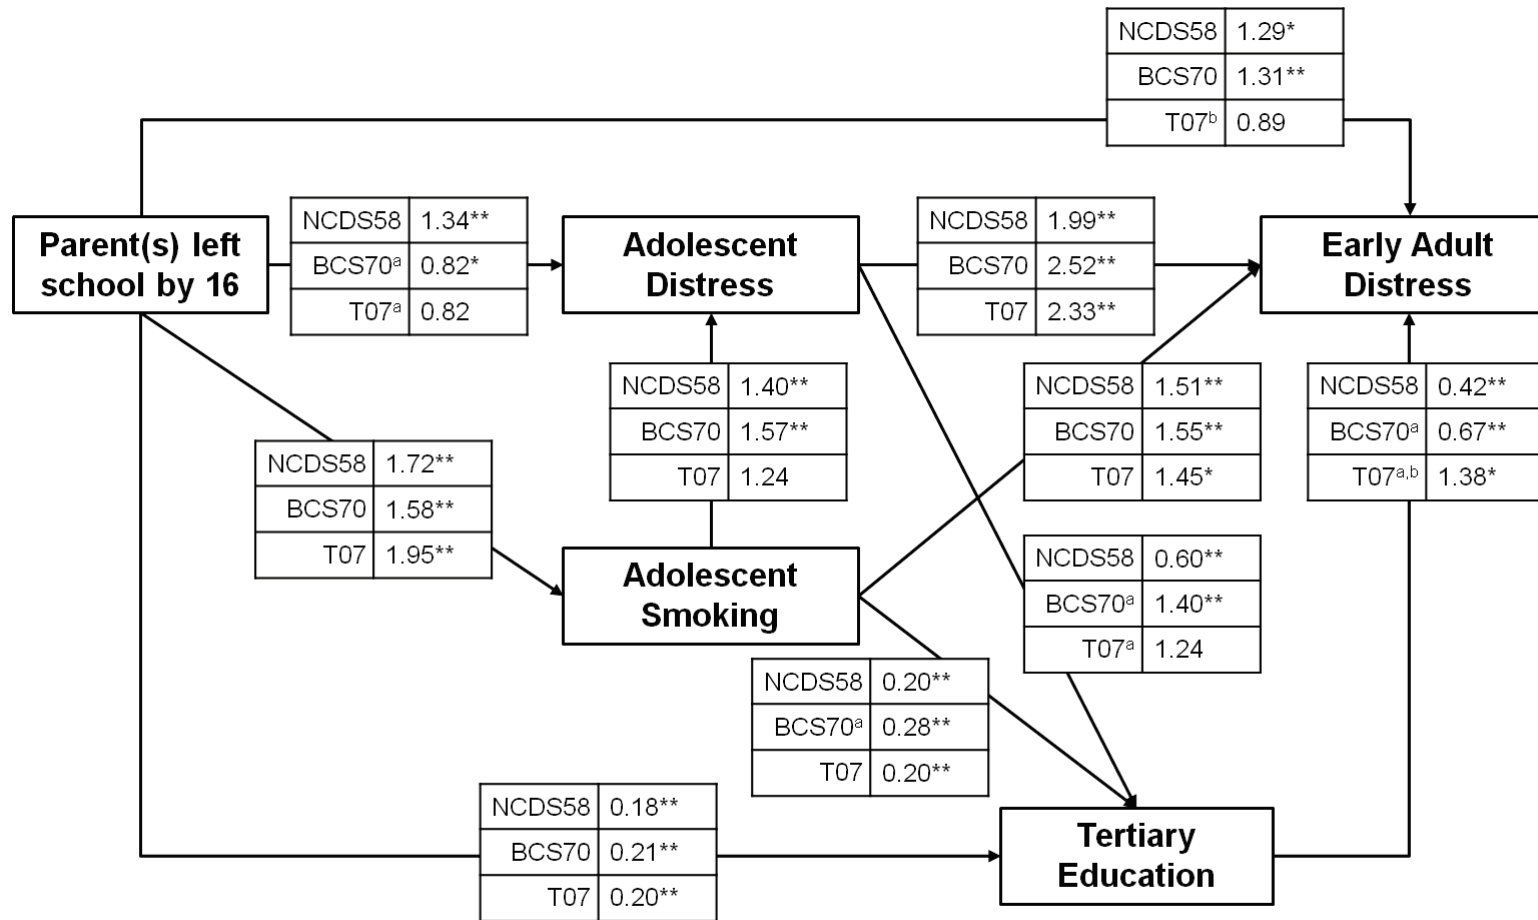 NCDS58 1.29*
BCS70 1.31**
T07ᵇ 0.89
Parent(s) left
school by 16
NCDS58 1.34**
BCS70ᵃ 0.82*
T07ᵃ 0.82
Adolescent
Distress
NCDS58 1.99**
BCS70 2.52**
T07 2.33**
Early Adult
Distress
NCDS58 1.40**
BCS70 1.57**
T07 1.24
NCDS58 1.51**
BCS70 1.55**
T07 1.45*
NCDS58 0.42**
BCS70ᵃ 0.67**
T07ᵃ,ᵇ 1.38*
NCDS58 1.72**
BCS70 1.58**
T07 1.95**
Adolescent
Smoking
NCDS58 0.60**
BCS70ᵃ 1.40**
T07ᵃ 1.24
NCDS58 0.20**
BCS70ᵃ 0.28**
T07 0.20**
NCDS58 0.18**
BCS70 0.21**
T07 0.20**
Tertiary
Education